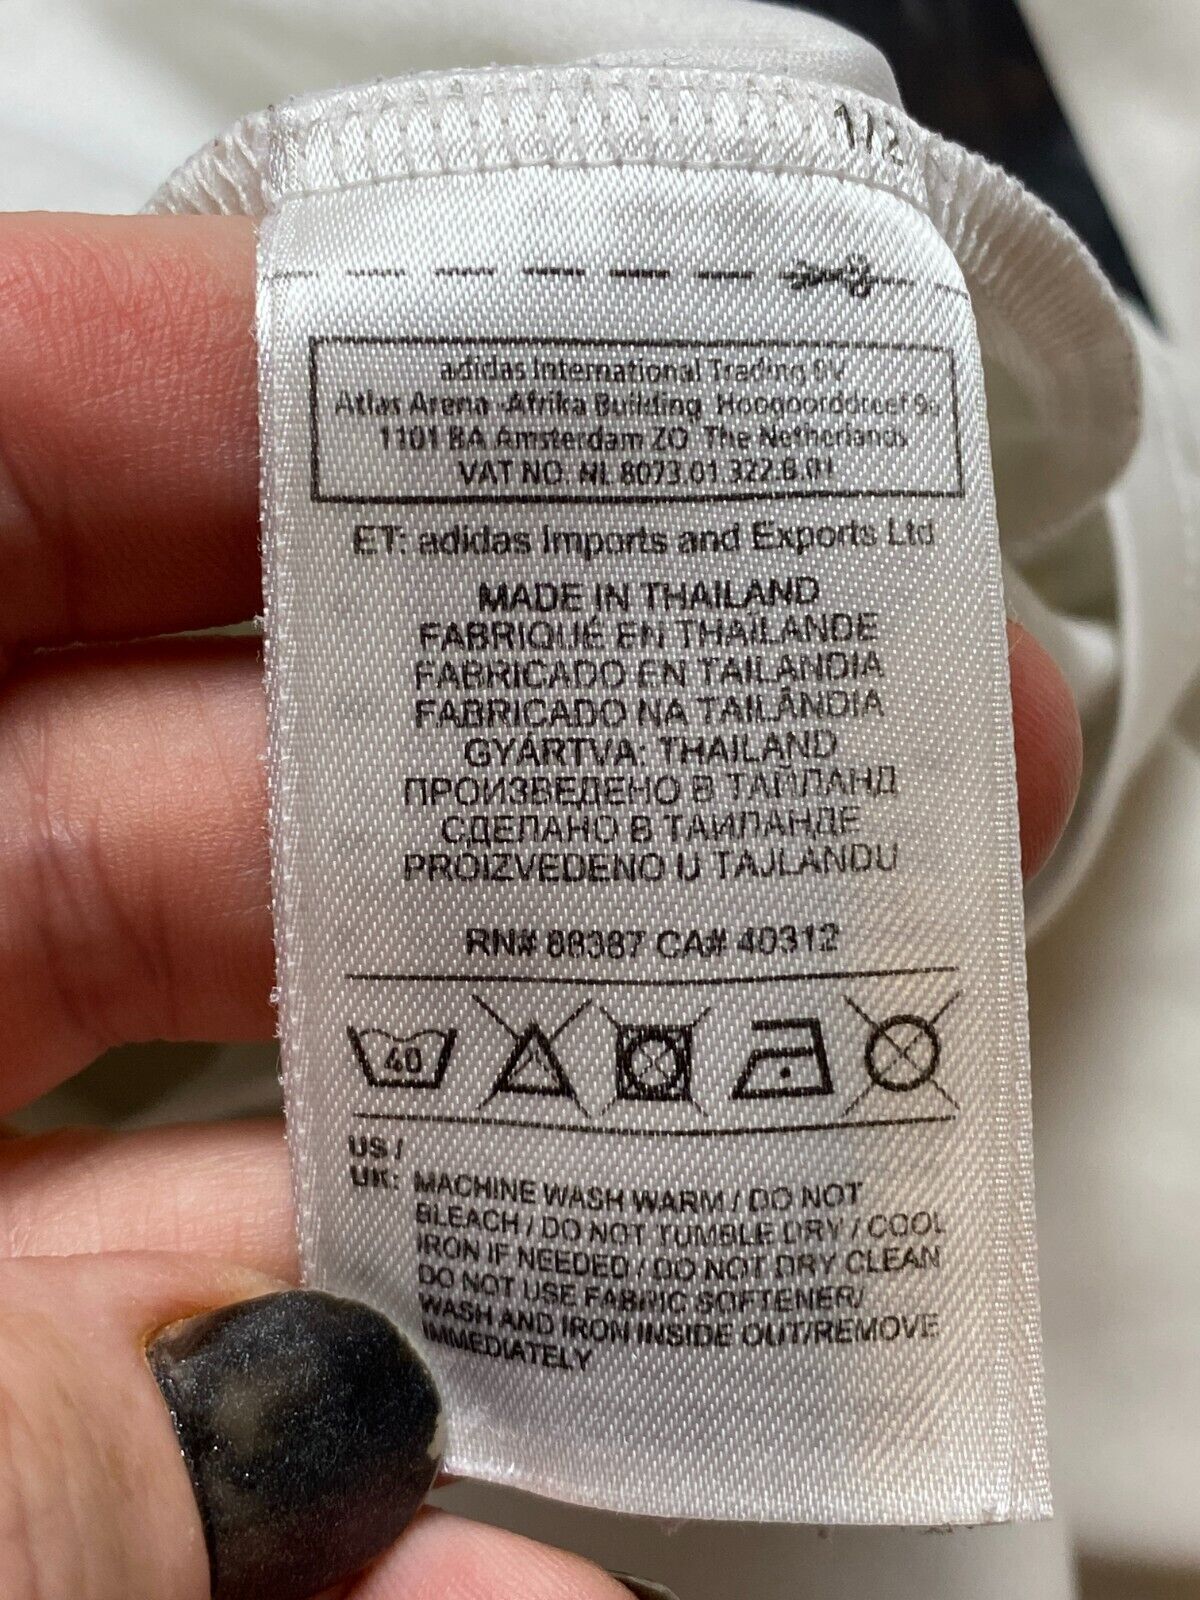 1/2
adidas International Trading BV
Atlas Arena -Afrika Building, Hoogoorddreef 9a
1101 BA Amsterdam ZO The Netherlands
VAT NO: NL 8073.01.322.B.01
ET: adidas Imports and Exports Ltd
MADE IN THAILAND
FABRIQUÉ EN THAÏLANDE
FABRICADO EN TAILANDIA
FABRICADO NA TAILÂNDIA
GYÁRTVA: THAILAND
ПРОИЗВЕДЕНО В ТАЙЛАНД
СДЕЛАНО В ТАИЛАНДЕ
PROIZVEDENO U TAJLANDU
RN# 88387 CA# 40312
40
US /
UK: MACHINE WASH WARM / DO NOT
BLEACH / DO NOT TUMBLE DRY / COOL
IRON IF NEEDED / DO NOT DRY CLEAN
DO NOT USE FABRIC SOFTENER/
WASH AND IRON INSIDE OUT/REMOVE
IMMEDIATELY